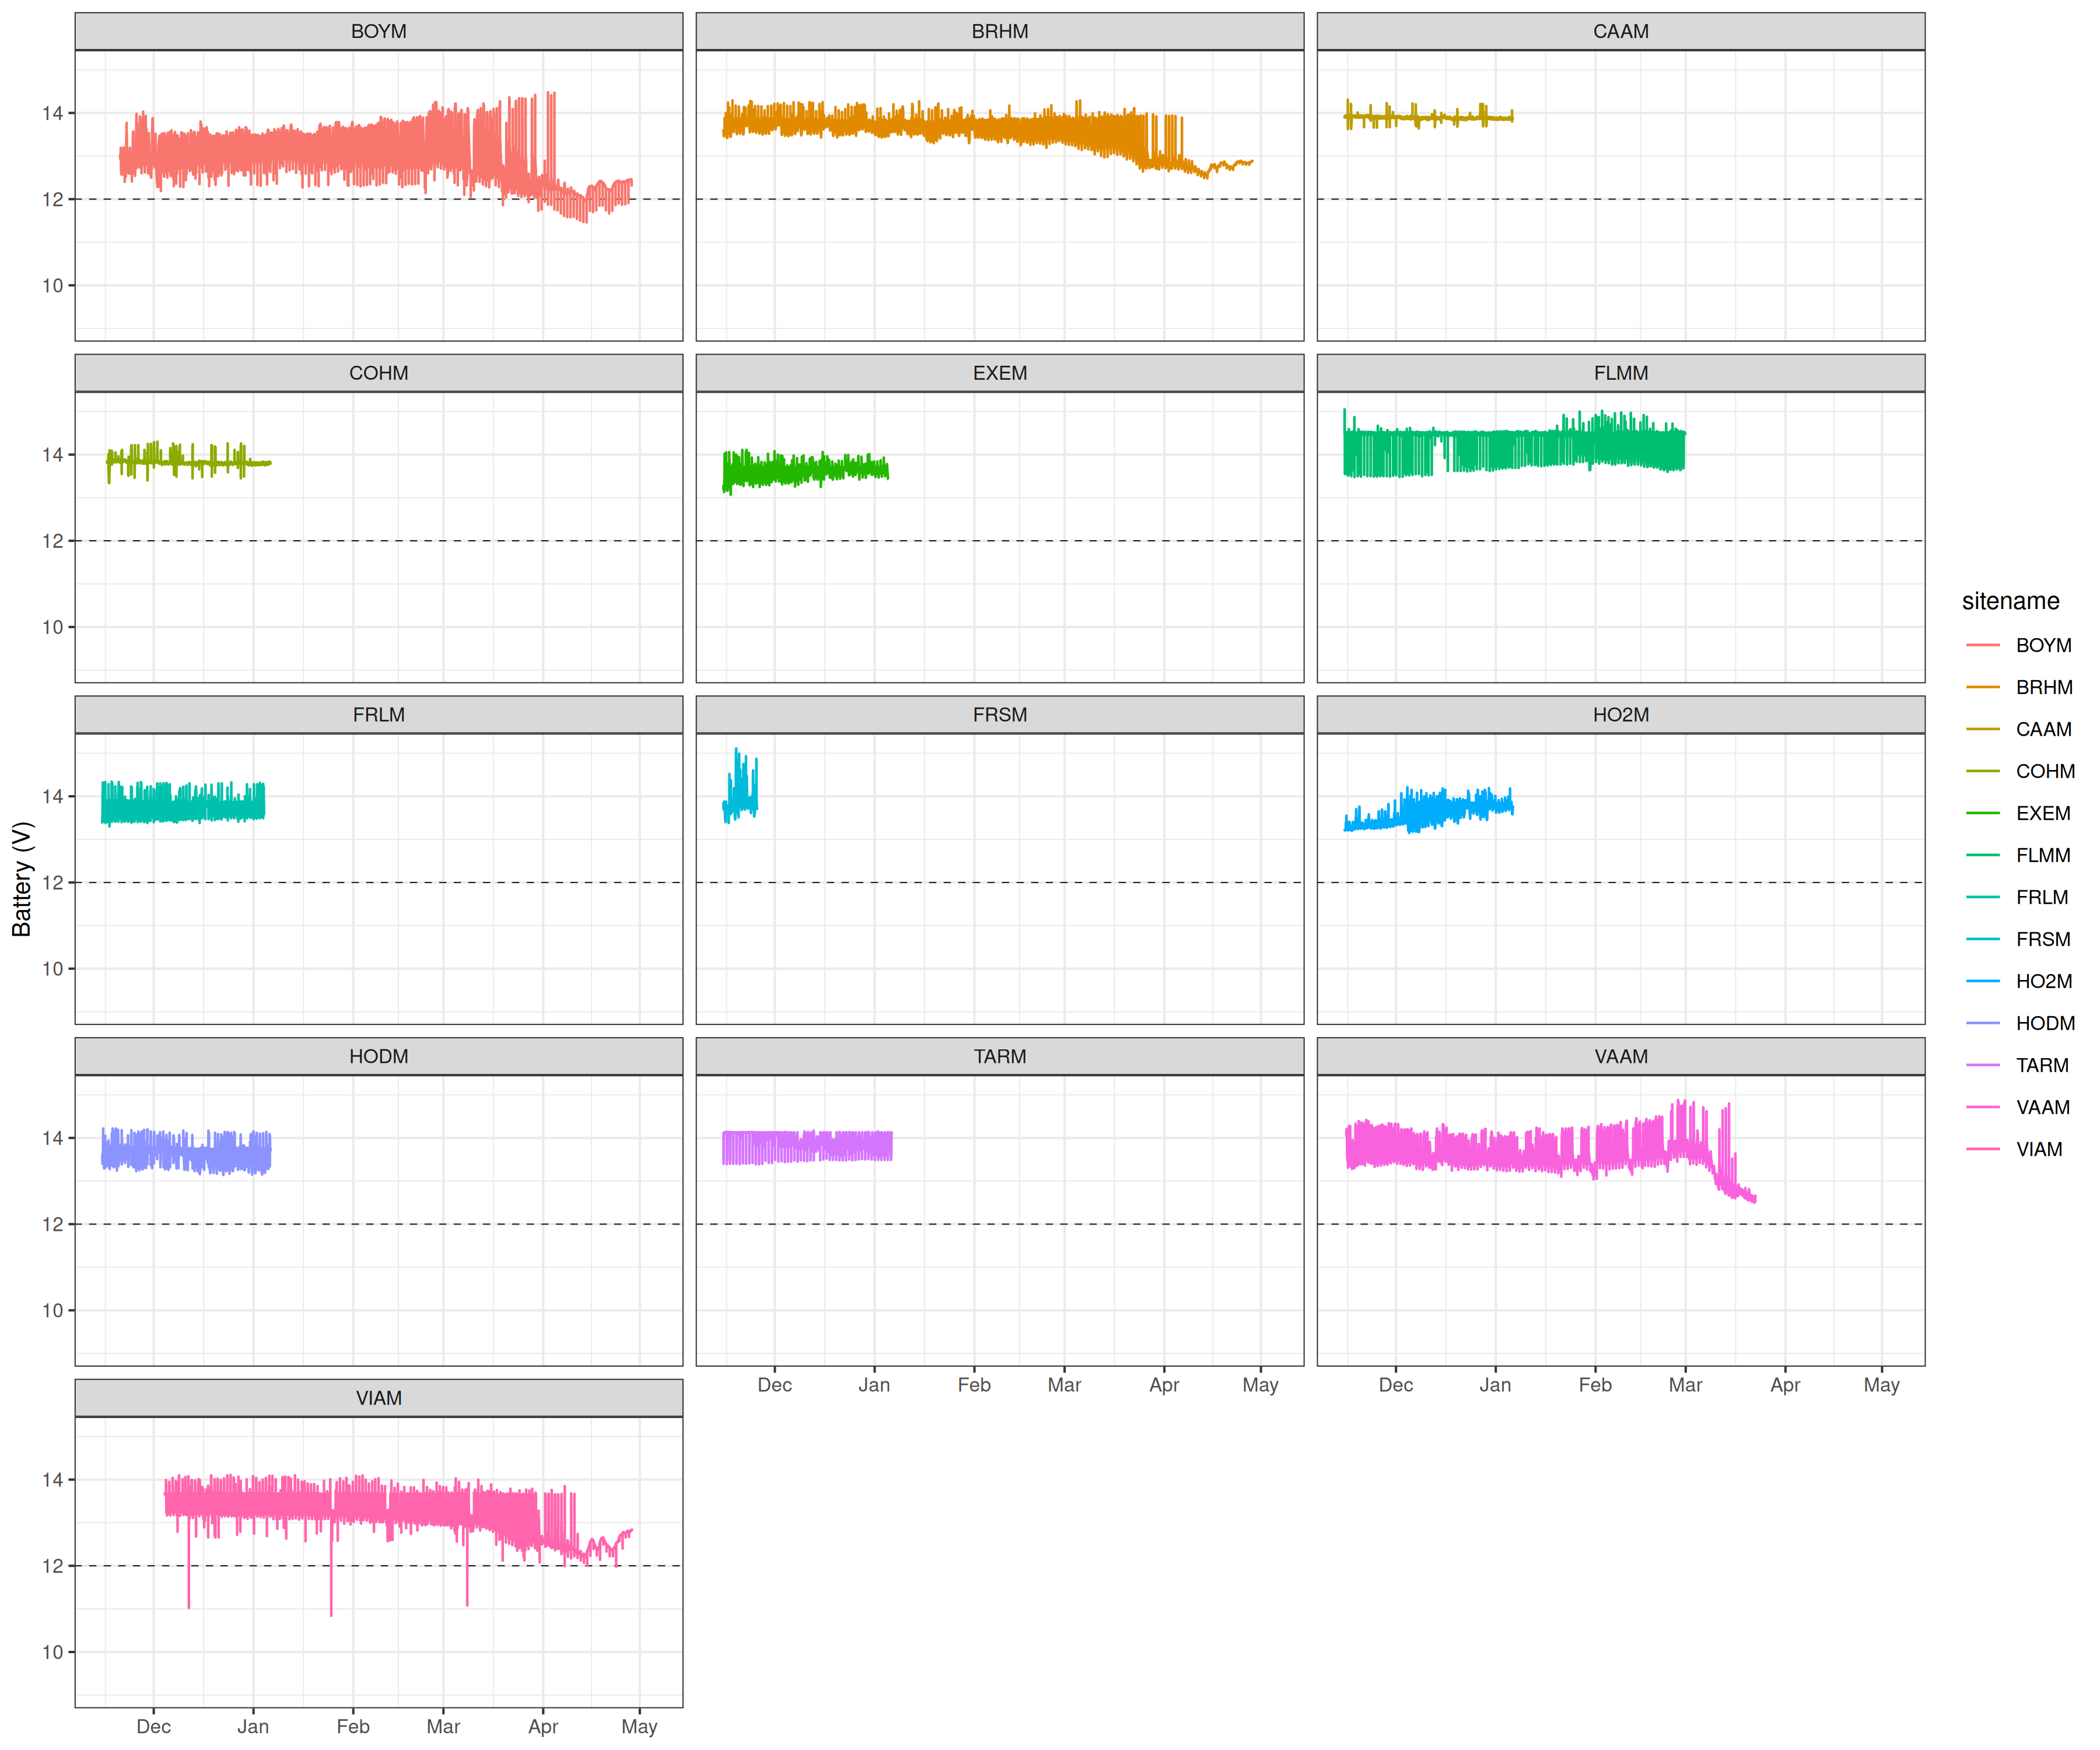 BOYM BRHM CAAM
14
12
10
COHM EXEM FLMM
14
12
10
FRLM FRSM HO2M
14
12
10
Battery (V)
HODM TARM VAAM
14
12
10
Dec Jan Feb Mar Apr May Dec Jan Feb Mar Apr May
VIAM
14
12
10
Dec Jan Feb Mar Apr May
sitename
BOYM
BRHM
CAAM
COHM
EXEM
FLMM
FRLM
FRSM
HO2M
HODM
TARM
VAAM
VIAM